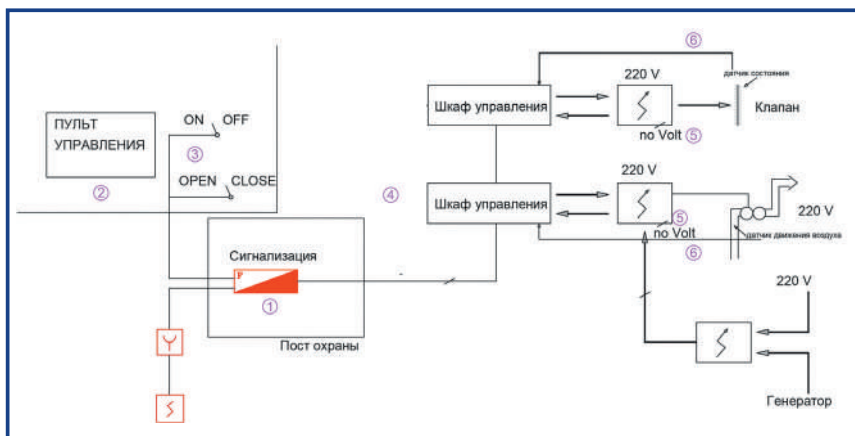 ПУЛЬТ
УПРАВЛЕНИЯ
②
ON OFF
③
OPEN CLOSE
④
Сигнализация
F
①
Пост охраны
⑥
датчик состояния
220 V
Шкаф управления
Клапан
no Volt ⑤
220 V
Шкаф управления
⑤
no Volt
220 V
датчик движения воздуха
⑥
220 V
Генератор